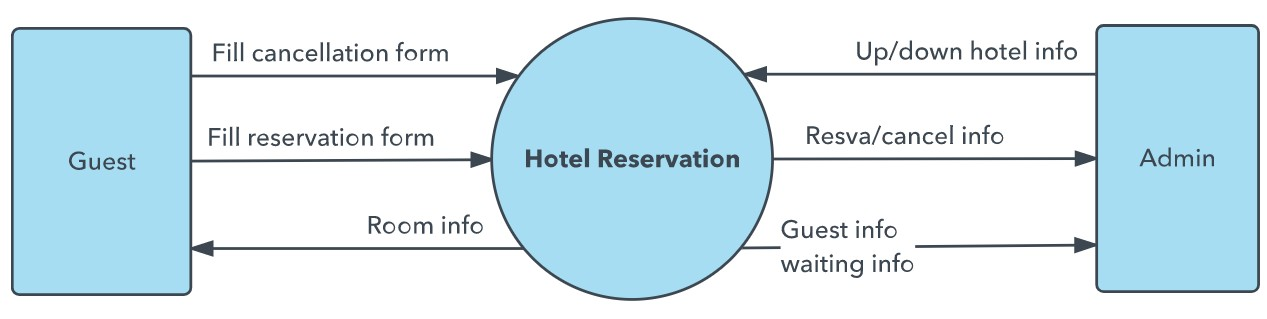 Fill cancellation form
Up/down hotel info
Fill reservation form
Resva/cancel info
Guest
Hotel Reservation
Admin
Room info
Guest info
waiting info